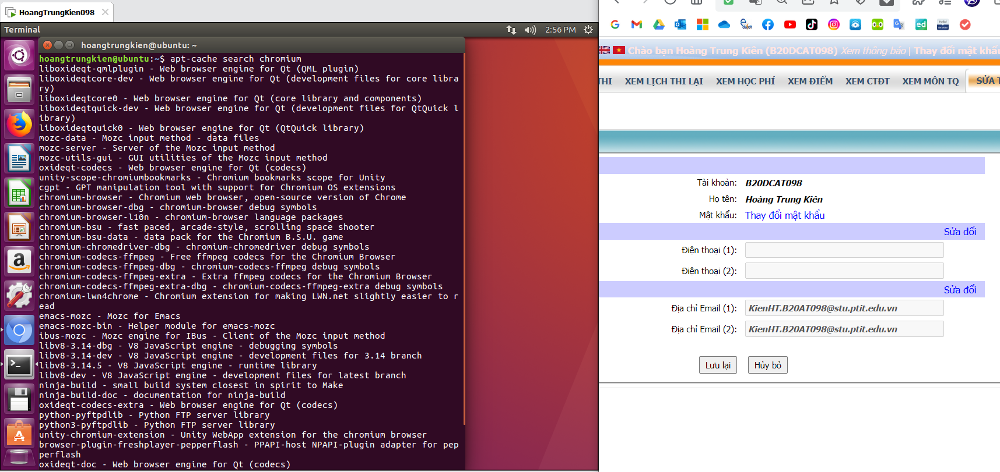 HoangTrungKien098
Terminal
2:56 PM
hoangtrungkien@ubuntu: ~
hoangtrungkien@ubuntu:~$ apt-cache search chromium
liboxideqt-qmlplugin - Web browser engine for Qt (QML plugin)
liboxideqtcore-dev - Web browser engine for Qt (development files for core libra
ry)
liboxideqtcore0 - Web browser engine for Qt (core library and components)
liboxideqtquick-dev - Web browser engine for Qt (development files for QtQuick l
ibrary)
liboxideqtquick0 - Web browser engine for Qt (QtQuick library)
mozc-data - Mozc input method - data files
mozc-server - Server of the Mozc input method
mozc-utils-gui - GUI utilities of the Mozc input method
oxideqt-codecs - Web browser engine for Qt (codecs)
unity-scope-chromiumbookmarks - Chromium bookmarks scope for Unity
cgpt - GPT manipulation tool with support for Chromium OS extensions
chromium-browser - Chromium web browser, open-source version of Chrome
chromium-browser-dbg - chromium-browser debug symbols
chromium-browser-l10n - chromium-browser language packages
chromium-bsu - fast paced, arcade-style, scrolling space shooter
chromium-bsu-data - data pack for the Chromium B.S.U. game
chromium-chromedriver-dbg - chromium-chromedriver debug symbols
chromium-codecs-ffmpeg - Free ffmpeg codecs for the Chromium Browser
chromium-codecs-ffmpeg-dbg - chromium-codecs-ffmpeg debug symbols
chromium-codecs-ffmpeg-extra - Extra ffmpeg codecs for the Chromium Browser
chromium-codecs-ffmpeg-extra-dbg - chromium-codecs-ffmpeg-extra debug symbols
chromium-lwn4chrome - Chromium extension for making LWN.net slightly easier to r
ead
emacs-mozc - Mozc for Emacs
emacs-mozc-bin - Helper module for emacs-mozc
ibus-mozc - Mozc engine for IBus - Client of the Mozc input method
libv8-3.14-dbg - V8 JavaScript engine - debugging symbols
libv8-3.14-dev - V8 JavaScript engine - development files for 3.14 branch
libv8-3.14.5 - V8 JavaScript engine - runtime library
libv8-dev - V8 JavaScript engine - development files for latest branch
ninja-build - small build system closest in spirit to Make
ninja-build-doc - documentation for ninja-build
oxideqt-codecs-extra - Web browser engine for Qt (codecs)
python-pyftpdlib - Python FTP server library
python3-pyftpdlib - Python FTP server library
unity-chromium-extension - Unity WebApp extension for the chromium browser
browser-plugin-freshplayer-pepperflash - PPAPI-host NPAPI-plugin adapter for pep
perflash
oxideqt-doc - Web browser engine for Qt (codecs)
Chào bạn Hoàng Trung Kiên (B20DCAT098) Xem thông báo | Thay đổi mật khẩu
THI XEM LỊCH THI LẠI XEM HỌC PHÍ XEM ĐIỂM XEM CTĐT XEM MÔN TQ SỬA T
Tài khoản: B20DCAT098
Họ tên: Hoàng Trung Kiên
Mật khẩu: Thay đổi mật khẩu
Sửa đổi
Điện thoại (1):
Điện thoại (2):
Sửa đổi
Địa chỉ Email (1): KienHT.B20AT098@stu.ptit.edu.vn
Địa chỉ Email (2): KienHT.B20AT098@stu.ptit.edu.vn
Lưu lại Hủy bỏ